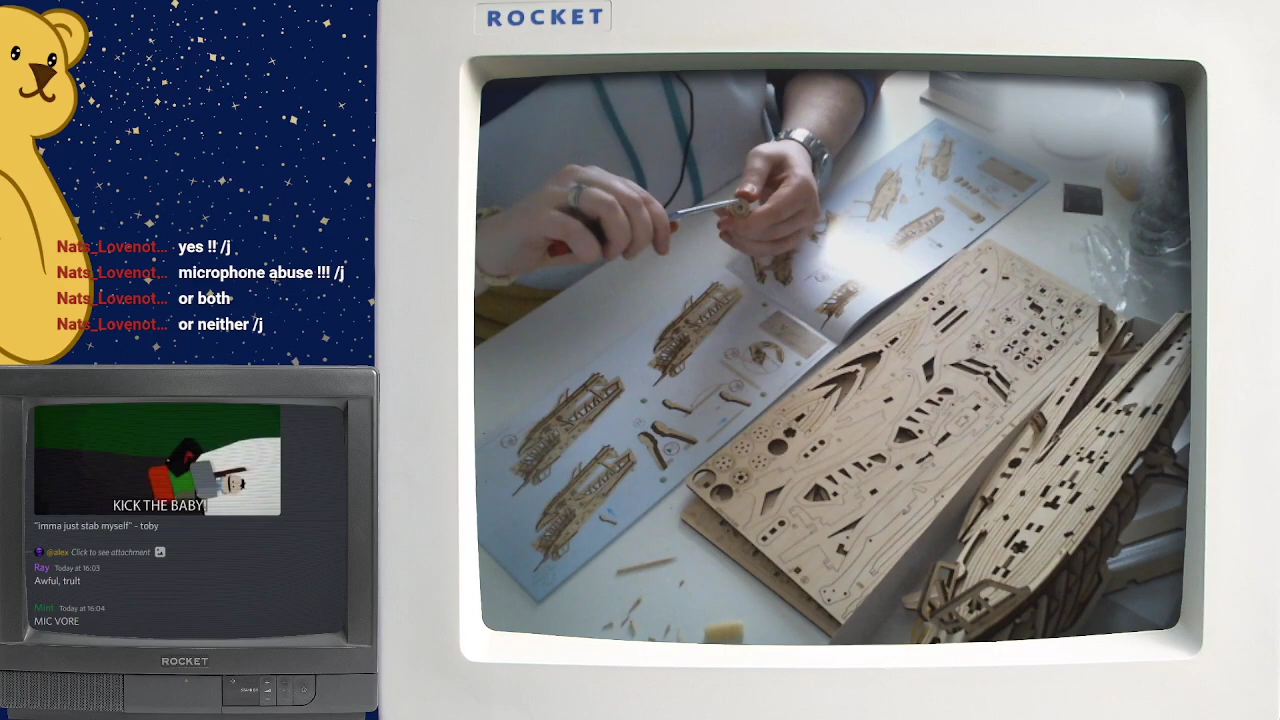 ROCKET
Nats_Lovenot... yes !! /j
Nats_Lovenot... microphone abuse !!! /j
Nats_Lovenot... or both
Nats_Lovenot... or neither /j
KICK THE BABY!
"imma just stab myself" - toby
@alex Click to see attachment
Ray Today at 16:03
Awful, trult
Mint Today at 16:04
MIC VORE
ROCKET